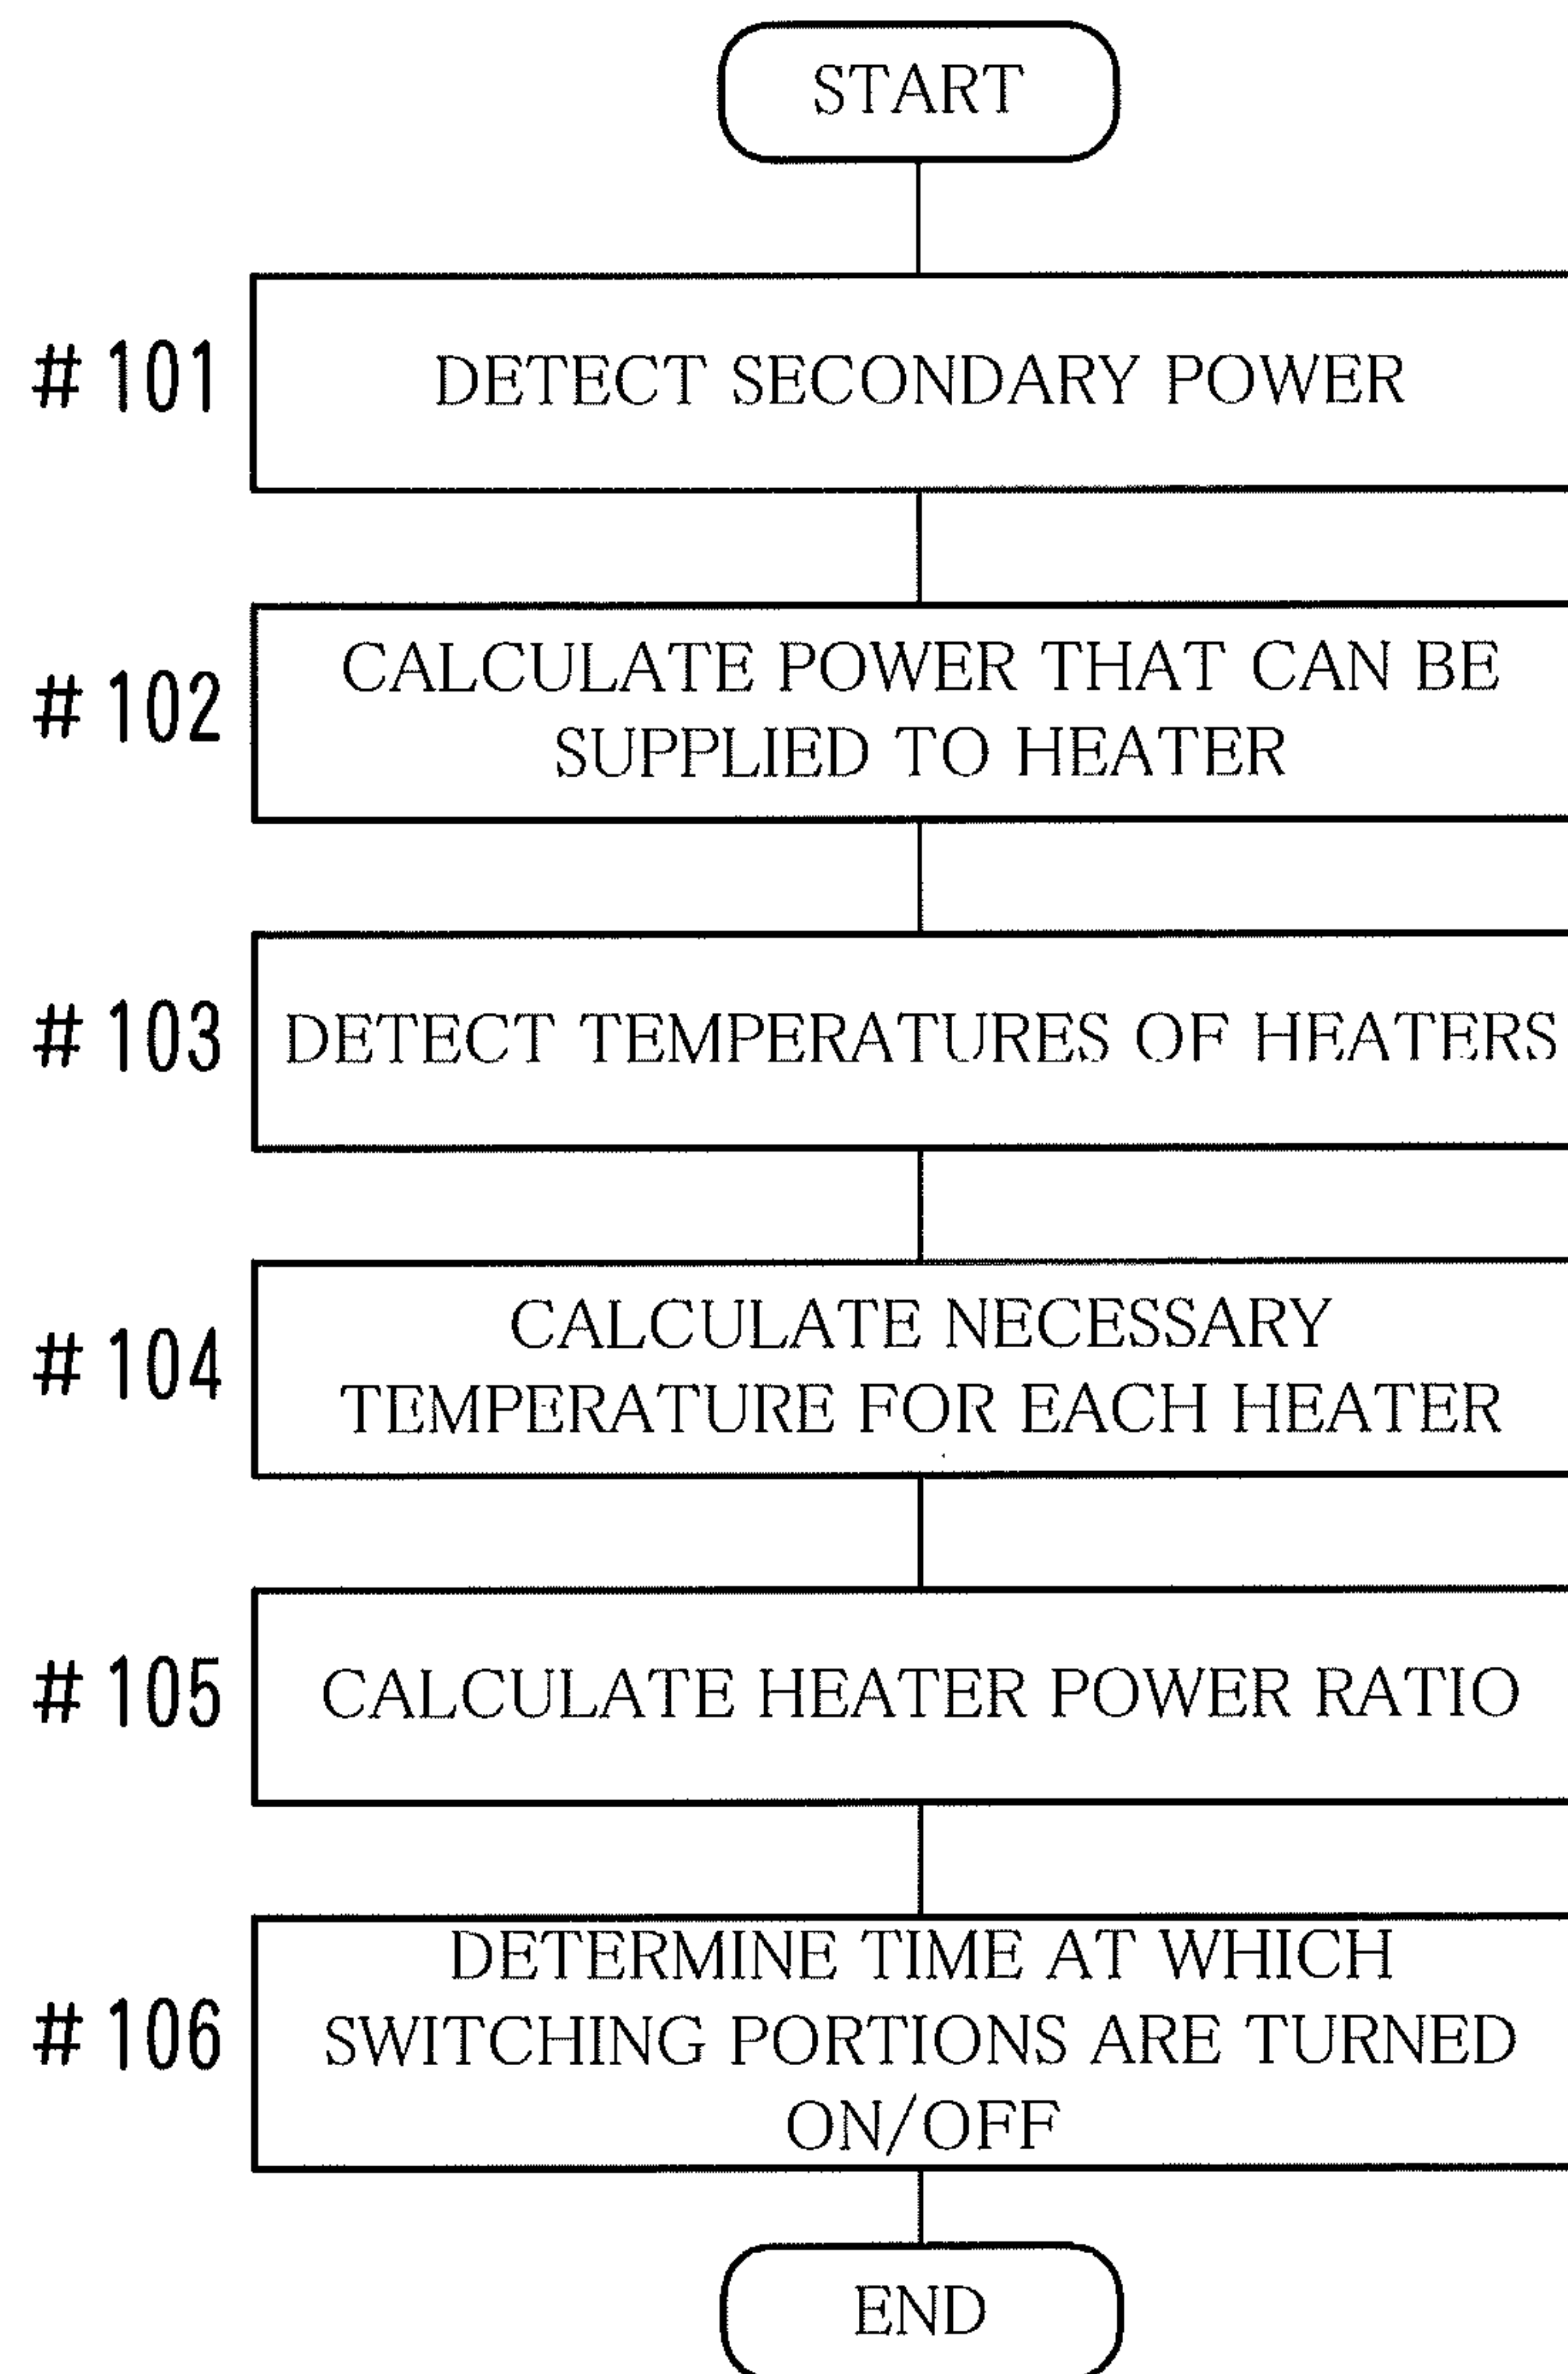 START
#101
DETECT SECONDARY POWER
#102
CALCULATE POWER THAT CAN BE
SUPPLIED TO HEATER
#103
DETECT TEMPERATURES OF HEATERS
#104
CALCULATE NECESSARY
TEMPERATURE FOR EACH HEATER
#105
CALCULATE HEATER POWER RATIO
#106
DETERMINE TIME AT WHICH
SWITCHING PORTIONS ARE TURNED
ON/OFF
END